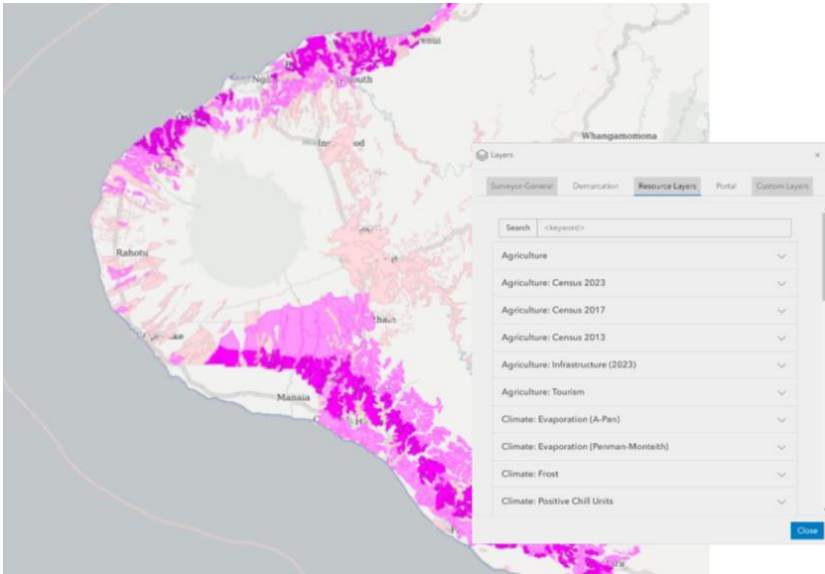 Whangamomona
Layers
Surveyor-General Demarcation Resource Layers Portal Custom Layers
Search <keyword>
Agriculture
Agriculture: Census 2023
Agriculture: Census 2017
Agriculture: Census 2013
Agriculture: Infrastructure (2023)
Agriculture: Tourism
Climate: Evaporation (A-Pan)
Climate: Evaporation (Penman-Monteith)
Climate: Frost
Climate: Positive Chill Units
Close
Rahotu
Manaia